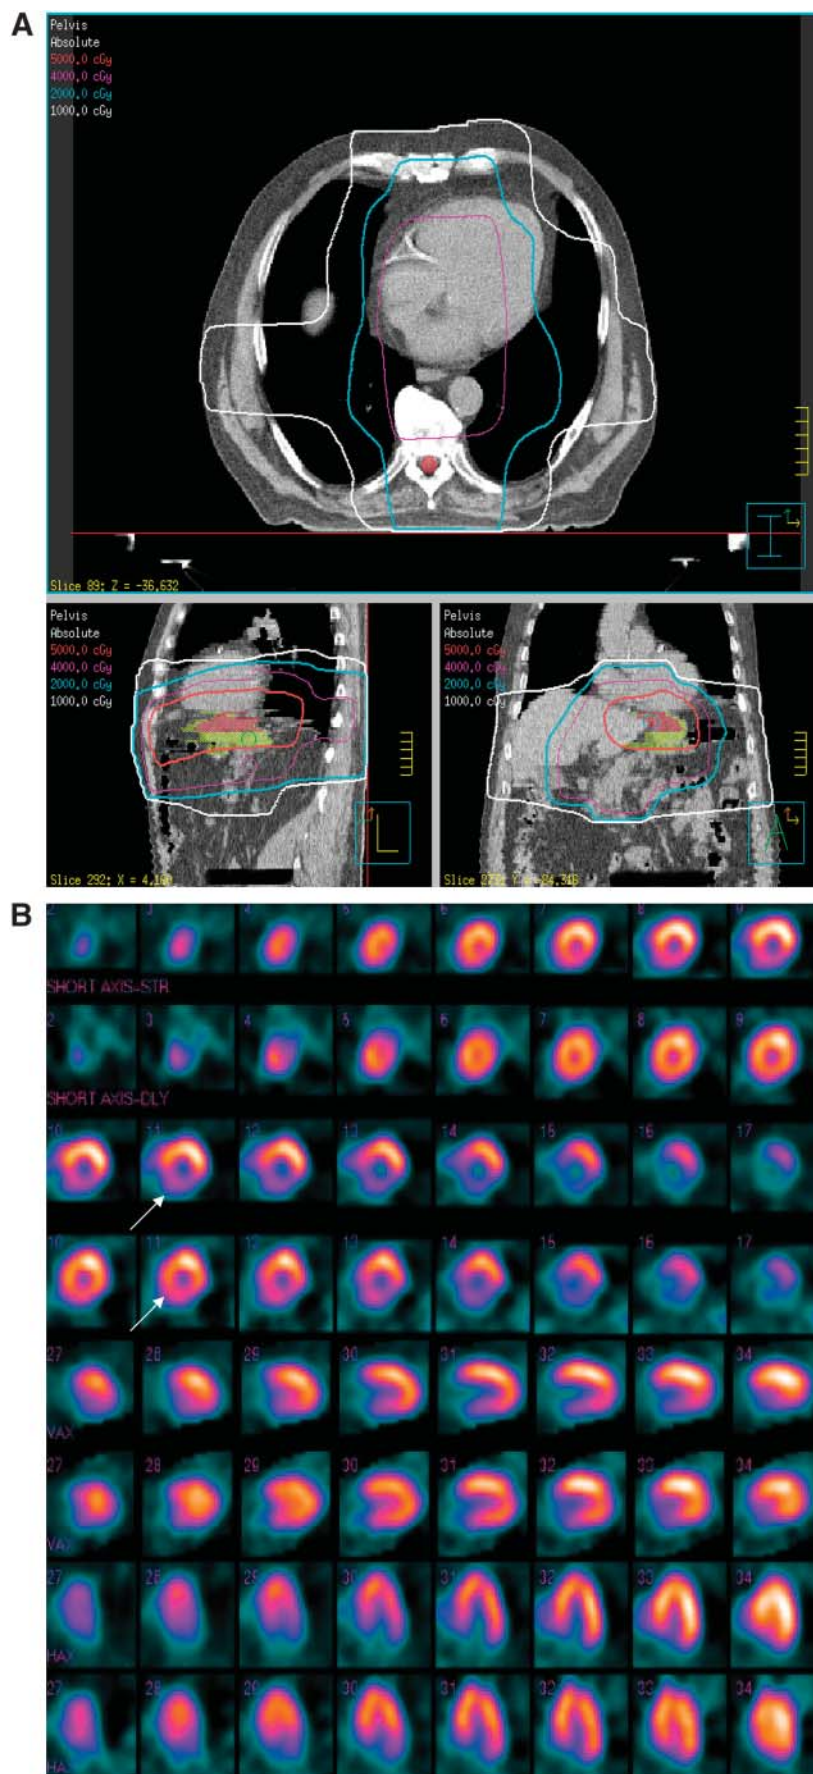 A
Pelvis
Absolute
5000.0 cGy
4000.0 cGy
2000.0 cGy
1000.0 cGy
Slice 89: Z = -36.632
Pelvis
Absolute
5000.0 cGy
4000.0 cGy
2000.0 cGy
1000.0 cGy
L
Slice 292: X =
Pelvis
Absolute
5000.0 cGy
4000.0 cGy
2000.0 cGy
1000.0 cGy
A
B
2 3 4 5 6 7 8 9
SHORT AXIS-STR
2 3 4 5 6 7 8 9
SHORT AXIS-DLY
10 11 12 13 14 15 16 17
10 11 12 13 14 15 16 17
27 28 29 30 31 32 33 34
VAX
27 28 29 30 31 32 33 34
VAX
27 28 29 30 31 32 33 34
HAX
27 28 29 30 31 32 33 34
HAX